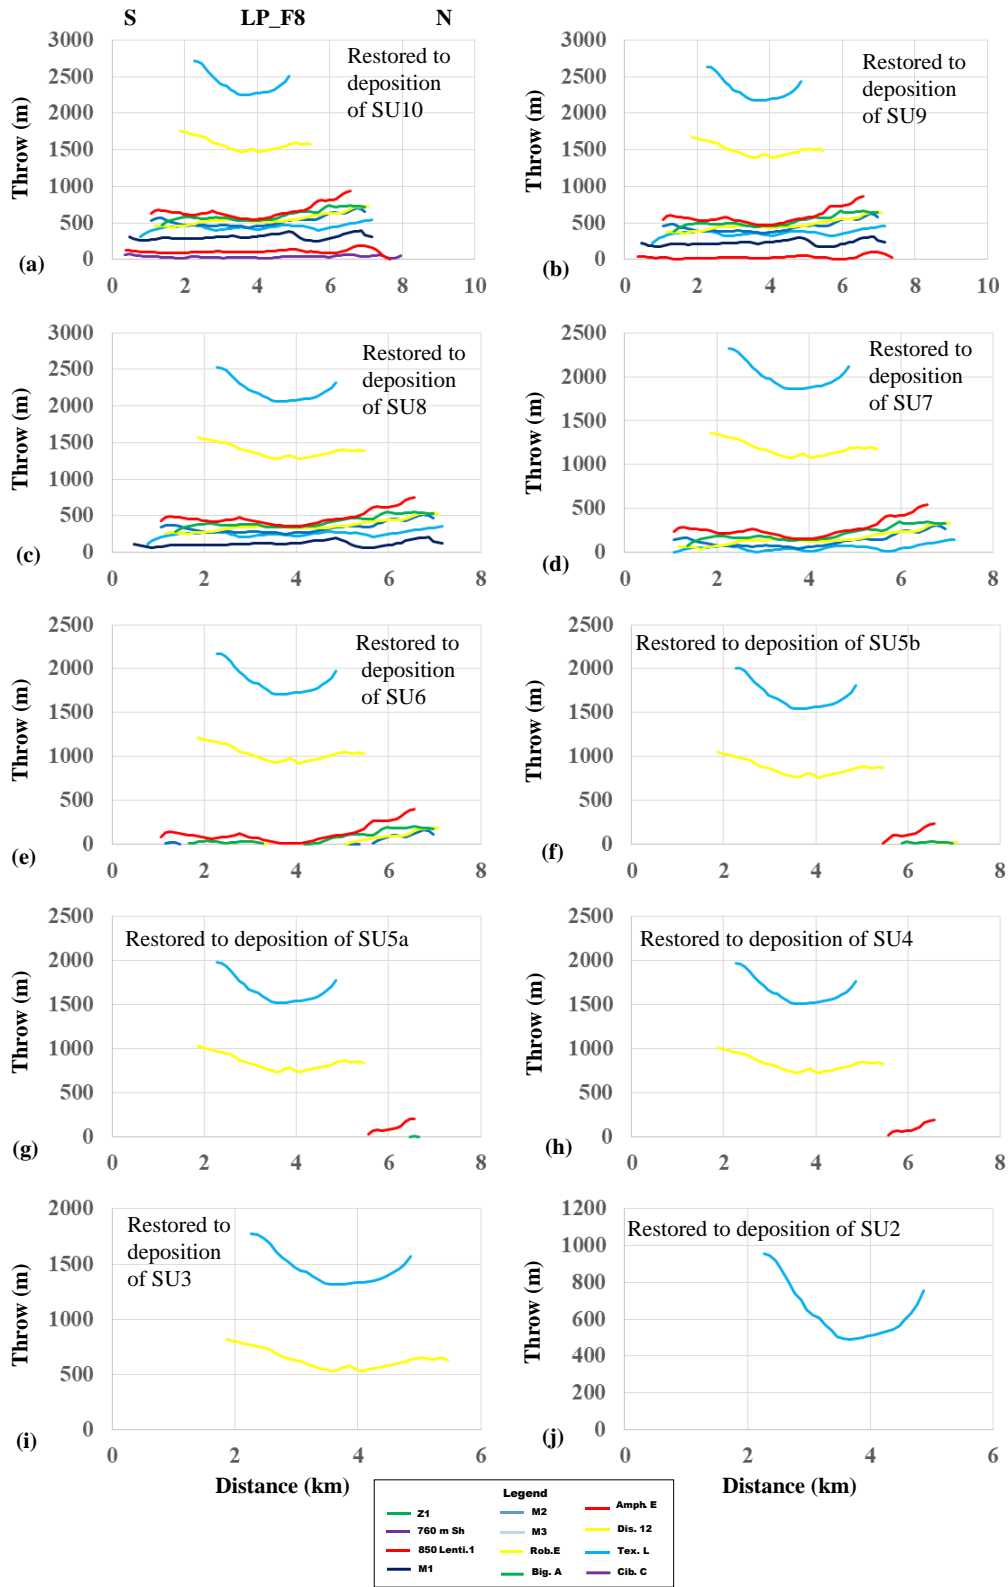 S LP_F8 N
3000
2500
2000
1500
1000
500
0
Throw (m)
Restored to
deposition
of SU10
(a)
0 2 4 6 8 10
3000
2500
2000
1500
1000
500
0
Throw (m)
Restored to
deposition
of SU9
(b)
0 2 4 6 8 10
3000
2500
2000
1500
1000
500
0
Throw (m)
Restored to
deposition
of SU8
(c)
0 2 4 6 8
2500
2000
1500
1000
500
0
Throw (m)
Restored to
deposition
of SU7
(d)
0 2 4 6 8
2500
2000
1500
1000
500
0
Throw (m)
Restored to
deposition
of SU6
(e)
0 2 4 6 8
2500
2000
1500
1000
500
0
Throw (m)
Restored to deposition of SU5b
(f)
0 2 4 6 8
2500
2000
1500
1000
500
0
Throw (m)
Restored to deposition of SU5a
(g)
0 2 4 6 8
2500
2000
1500
1000
500
0
Throw (m)
Restored to deposition of SU4
(h)
0 2 4 6 8
2000
1500
1000
500
0
Throw (m)
Restored to
deposition
of SU3
(i)
0 2 4 6
Distance (km)
1200
1000
800
600
400
200
0
Throw (m)
Restored to deposition of SU2
(j)
0 2 4 6
Distance (km)
Legend
Z1 M2 Amph. E
760 m Sh M3 Dis. 12
850 Lenti.1 Rob.E Tex. L
M1 Big. A Cib. C